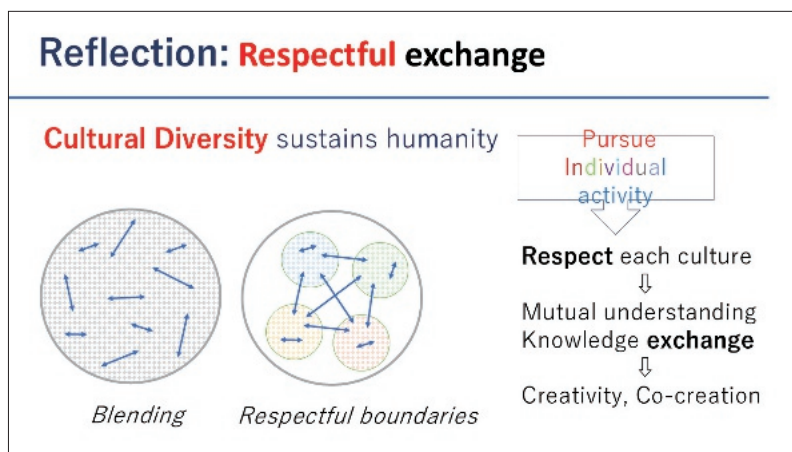 Reflection: Respectful exchange
Cultural Diversity sustains humanity
Blending
Respectful boundaries
Pursue
Individual
activity
Respect each culture
Mutual understanding
Knowledge exchange
Creativity, Co-creation